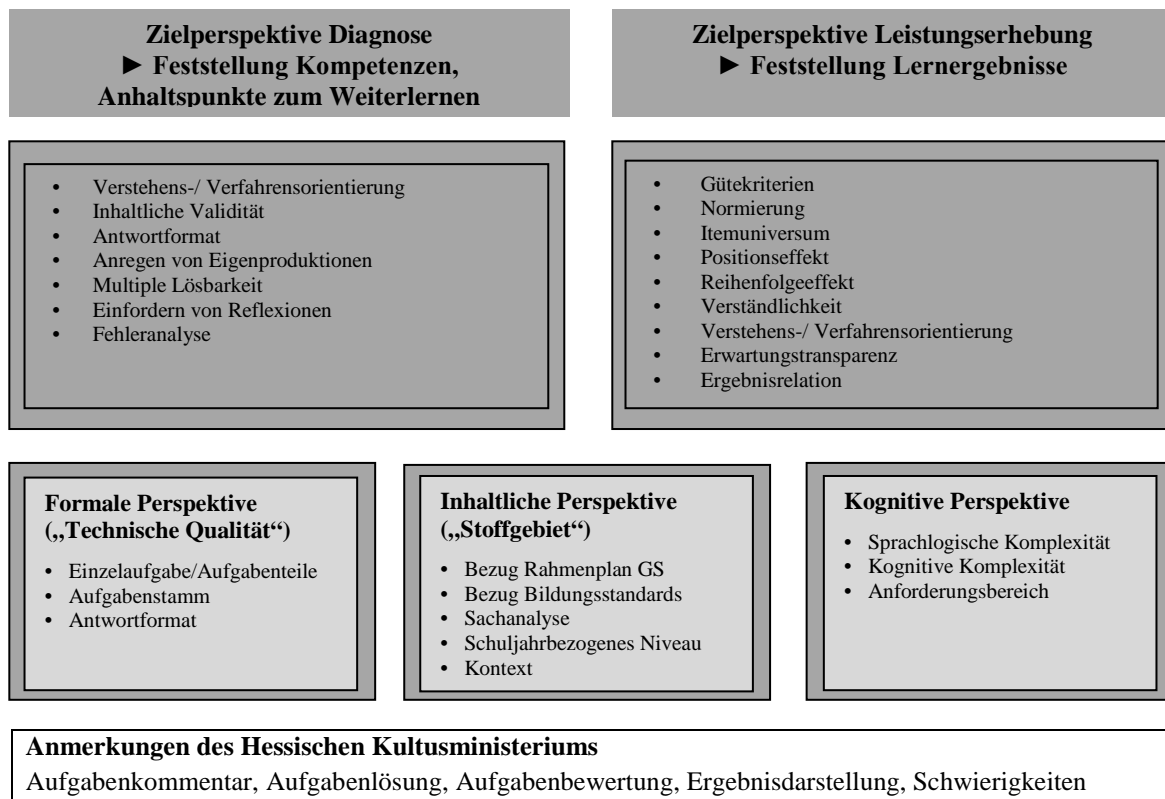 Zielperspektive Diagnose
► Feststellung Kompetenzen,
Anhaltspunkte zum Weiterlernen
Zielperspektive Leistungserhebung
► Feststellung Lernergebnisse
• Verstehens-/ Verfahrensorientierung
• Inhaltliche Validität
• Antwortformat
• Anregen von Eigenproduktionen
• Multiple Lösbarkeit
• Einfordern von Reflexionen
• Fehleranalyse
• Gütekriterien
• Normierung
• Itemuniversum
• Positionseffekt
• Reihenfolgeeffekt
• Verständlichkeit
• Verstehens-/ Verfahrensorientierung
• Erwartungstransparenz
• Ergebnisrelation
Formale Perspektive
(„Technische Qualität“)
• Einzelaufgabe/Aufgabenteile
• Aufgabenstamm
• Antwortformat
Inhaltliche Perspektive
(„Stoffgebiet“)
• Bezug Rahmenplan GS
• Bezug Bildungsstandards
• Sachanalyse
• Schuljahrbezogenes Niveau
• Kontext
Kognitive Perspektive
• Sprachlogische Komplexität
• Kognitive Komplexität
• Anforderungsbereich
Anmerkungen des Hessischen Kultusministeriums
Aufgabenkommentar, Aufgabenlösung, Aufgabenbewertung, Ergebnisdarstellung, Schwierigkeiten